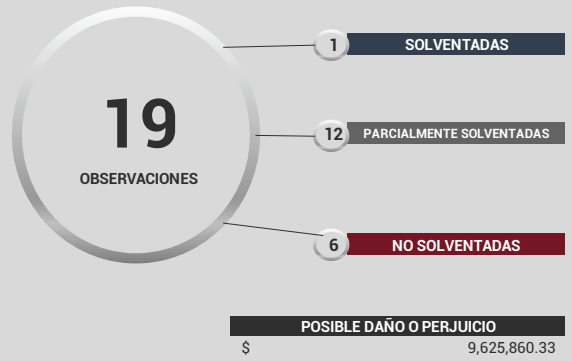 19
OBSERVACIONES
1 SOLVENTADAS
12 PARCIALMENTE SOLVENTADAS
6 NO SOLVENTADAS
POSIBLE DAÑO O PERJUICIO
$ 9,625,860.33